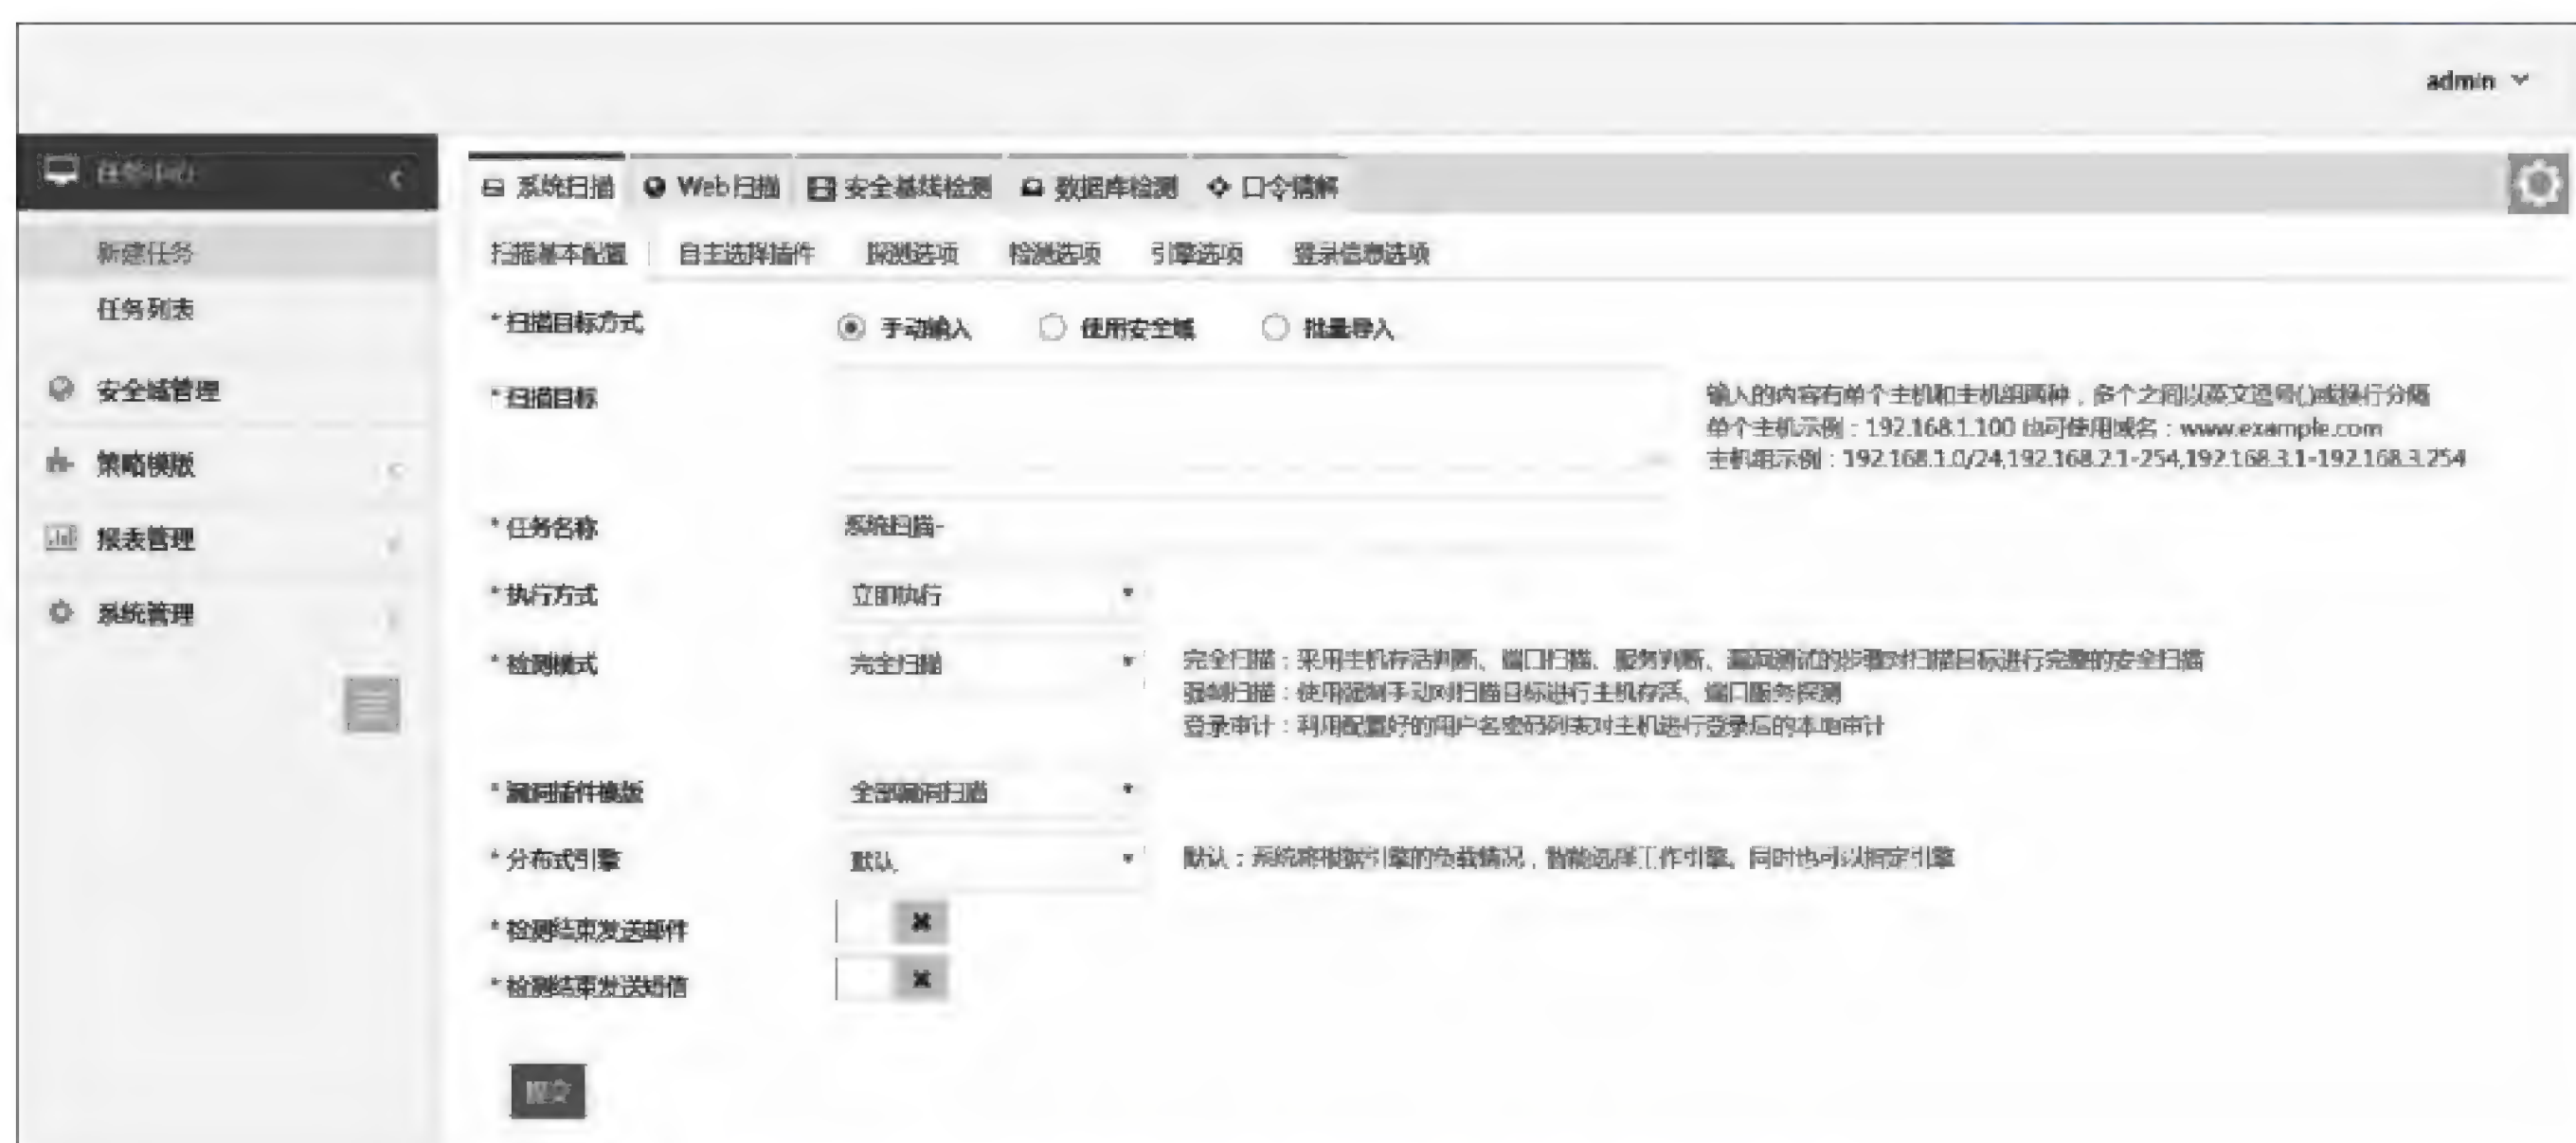 admin
任务中心
新建任务
任务列表
安全域管理
策略模版
报表管理
系统管理
系统扫描 Web扫描 安全基线检测 数据库检测 口令猜解
扫描基本配置 自主选择插件 探测选项 检测选项 引擎选项 登录信息选项
*扫描目标方式 手动输入 使用安全域 批量导入
*扫描目标
输入的内容有单个主机和主机组两种，多个之间以英文逗号(,)或换行分隔
单个主机示例：192.168.1.100 也可使用域名：www.example.com
主机组示例：192.168.1.0/24,192.168.2.1-254,192.168.3.1-192.168.3.254
*任务名称 系统扫描-
*执行方式 立即执行
*检测模式 完全扫描
完全扫描：采用主机存活判断、端口扫描、服务判断、漏洞测试的步骤对扫描目标进行完整的安全扫描
强制扫描：使用强制手动对扫描目标进行主机存活、端口服务探测
登录审计：利用配置好的用户名密码列表对主机进行登录后的本地审计
*漏洞插件模版 全部漏洞扫描
*分布式引擎 默认
默认：系统将根据引擎的负载情况，智能选择工作引擎。同时也可以指定引擎
*检测结束发送邮件
*检测结束发送短信
提交